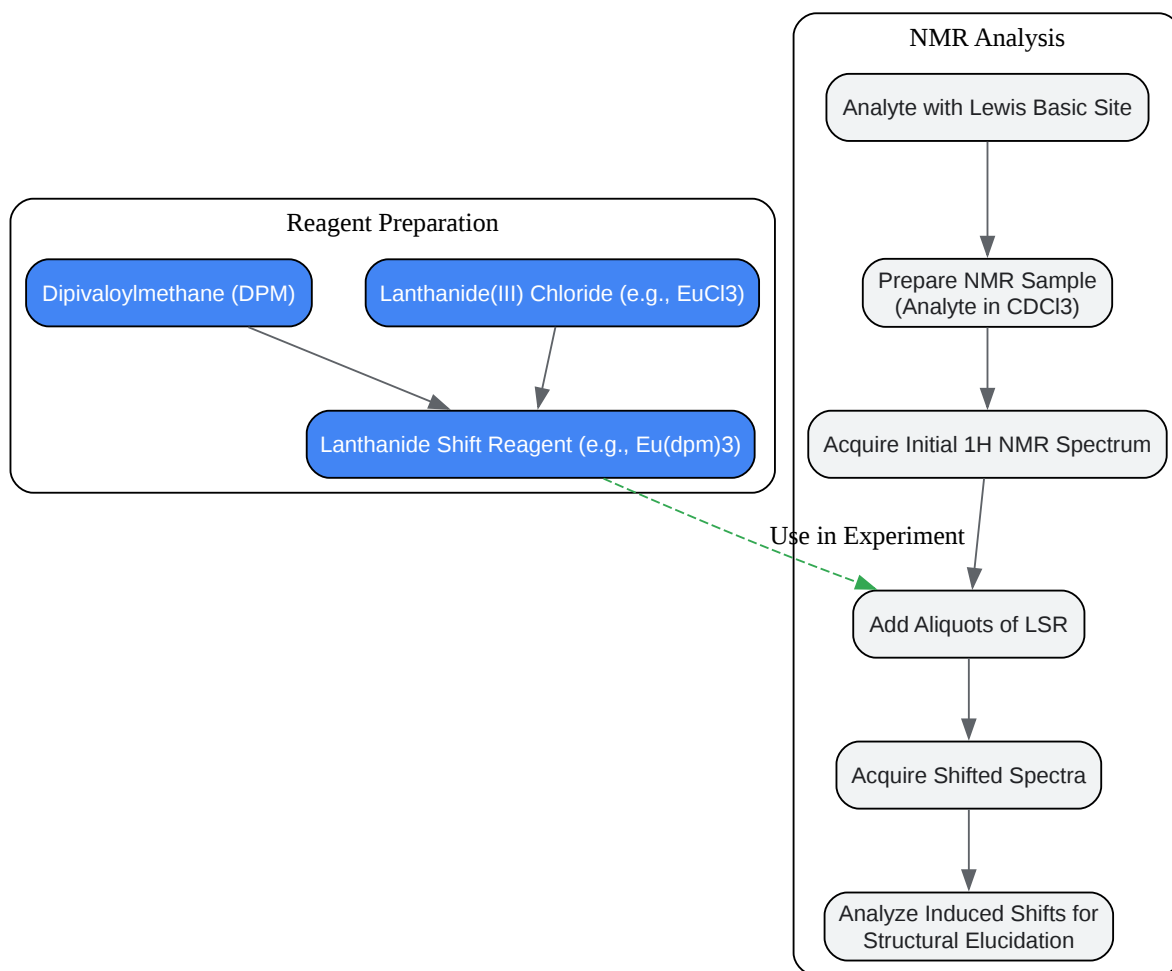 NMR Analysis
Analyte with Lewis Basic Site
Reagent Preparation
Dipivaloylmethane (DPM)
Lanthanide(III) Chloride (e.g., EuCl3)
Prepare NMR Sample
(Analyte in CDCl3)
Lanthanide Shift Reagent (e.g., Eu(dpm)3
Acquire Initial 1H NMR Spectrum
Use in Experiment
Add Aliquots of LSR
Acquire Shifted Spectra
Analyze Induced Shifts for
Structural Elucidation